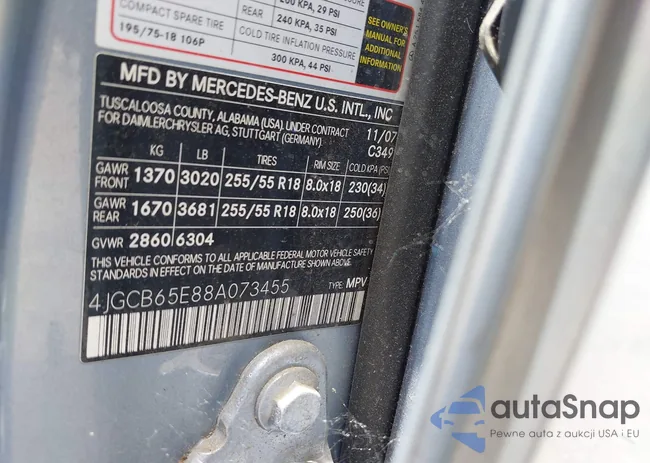 200 KPA, 29 PSI
COMPACT SPARE TIRE
195/75-18 106P
REAR
240 KPA, 35 PSI
COLD TIRE INFLATION PRESSURE
300 KPA, 44 PSI
SEE OWNER'S
MANUAL FOR
ADDITIONAL
INFORMATION
MFD BY MERCEDES-BENZ U.S. INTL., INC
TUSCALOOSA COUNTY, ALABAMA (USA), UNDER CONTRACT
FOR DAIMLERCHRYSLER AG, STUTTGART (GERMANY)
11/07
C349
KG LB TIRES RIM SIZE COLD KPA (PSI)
GAWR FRONT 1370 3020 255/55 R18 8.0x18 230(34)
GAWR REAR 1670 3681 255/55 R18 8.0x18 250(36)
GVWR 2860 6304
THIS VEHICLE CONFORMS TO ALL APPLICABLE FEDERAL MOTOR VEHICLE SAFETY
STANDARDS IN EFFECT ON THE DATE OF MANUFACTURE SHOWN ABOVE
4JGCB65E88A073455
TYPE: MPV
autaSnap
Pewne auta z aukcji USA i EU